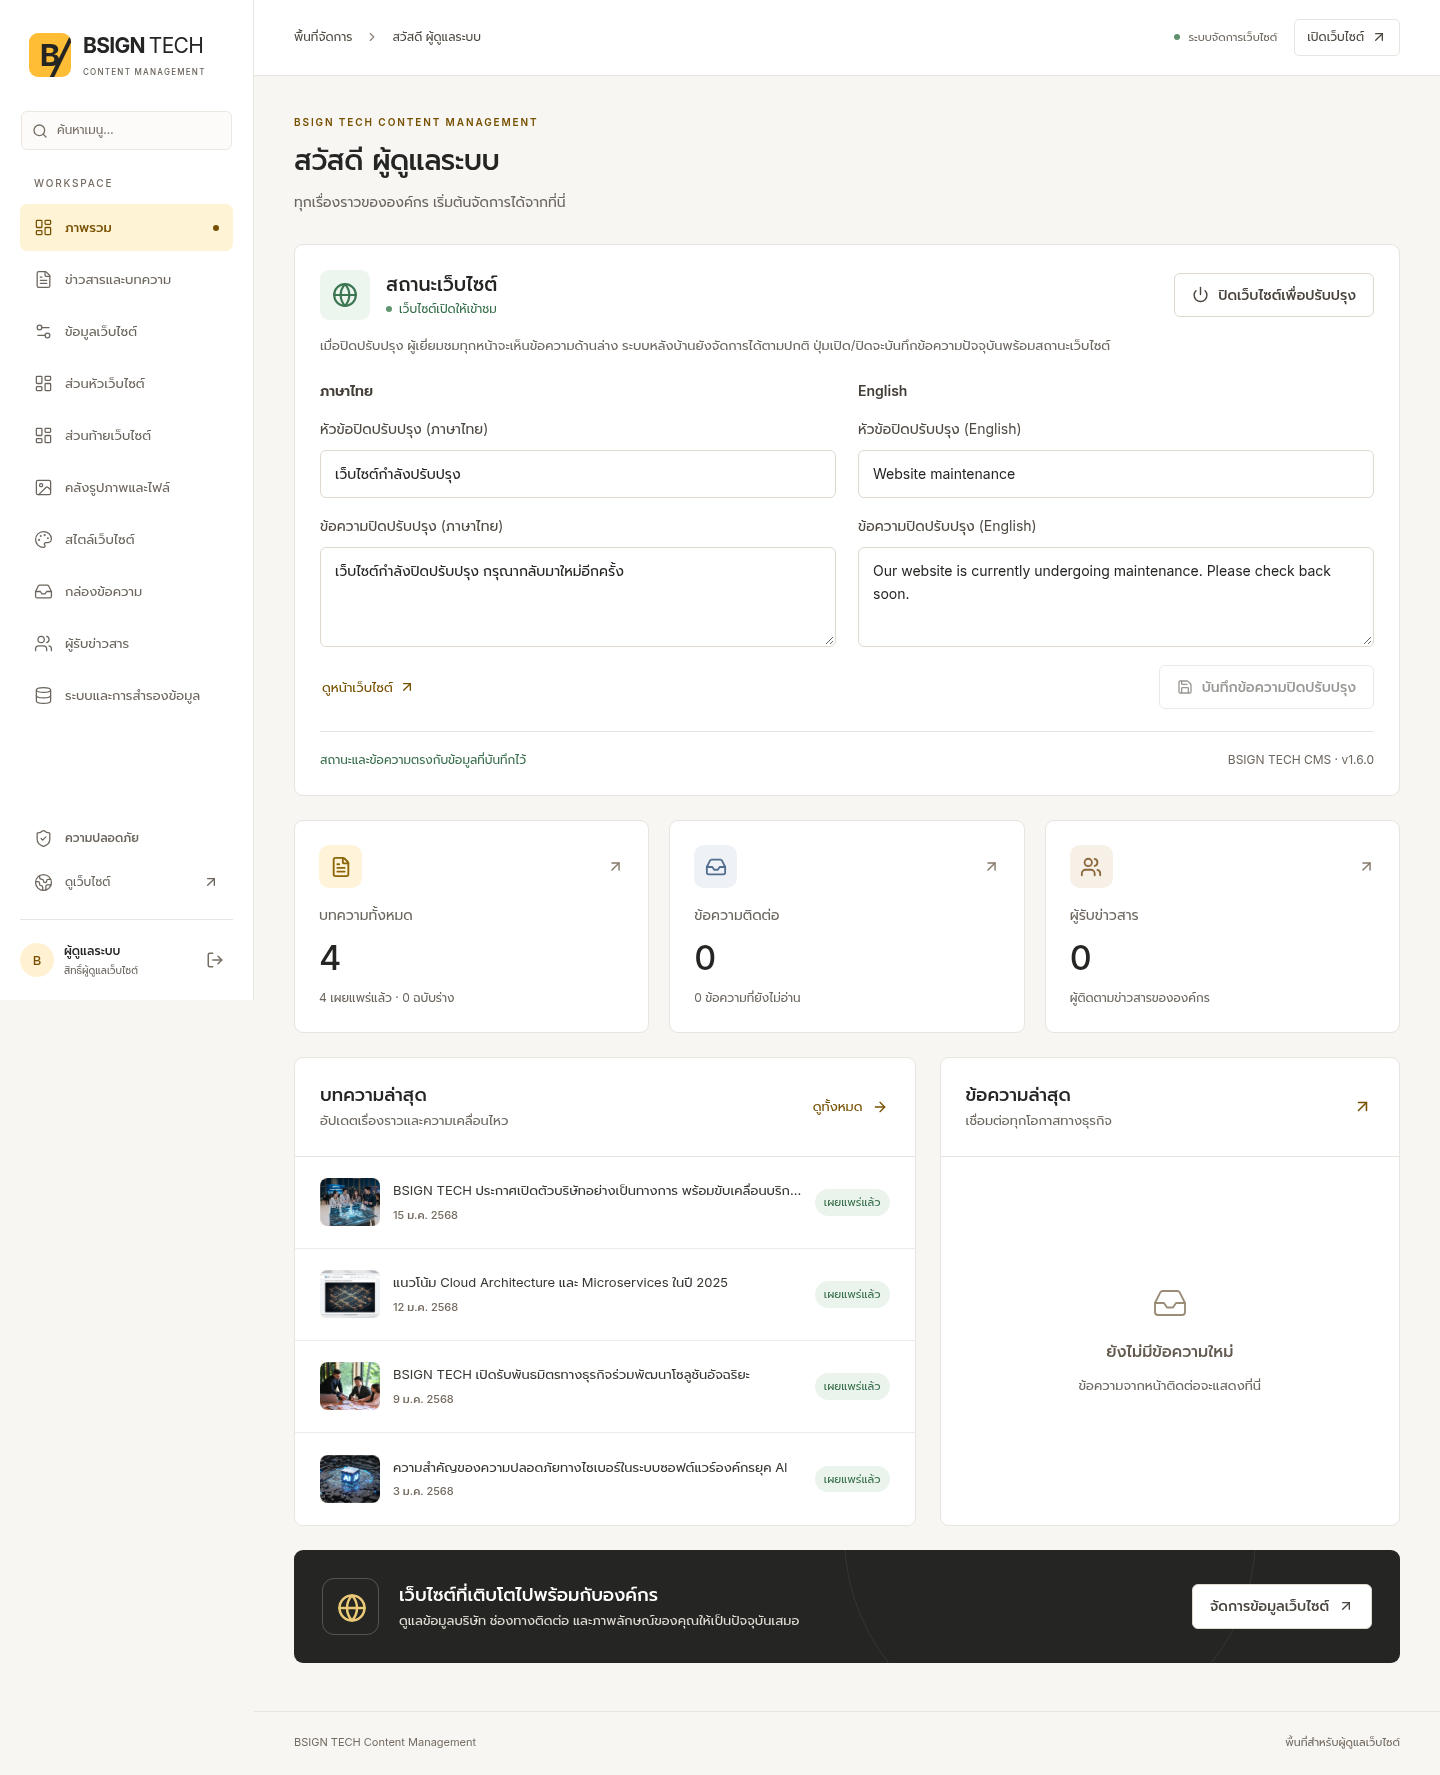 BSIGN TECH
CONTENT MANAGEMENT
ค้นหาเมนู...
WORKSPACE
ภาพรวม
ข่าวสารและบทความ
ข้อมูลเว็บไซต์
ส่วนหัวเว็บไซต์
ส่วนท้ายเว็บไซต์
คลังรูปภาพและไฟล์
สไตล์เว็บไซต์
กล่องข้อความ
ผู้รับข่าวสาร
ระบบและการสำรองข้อมูล
ความปลอดภัย
ดูเว็บไซต์
B
ผู้ดูแลระบบ
สิทธิ์ผู้ดูแลเว็บไซต์
พื้นที่จัดการ
สวัสดี ผู้ดูแลระบบ
ระบบจัดการเว็บไซต์
เปิดเว็บไซต์
BSIGN TECH CONTENT MANAGEMENT
สวัสดี ผู้ดูแลระบบ
ทุกเรื่องราวขององค์กร เริ่มต้นจัดการได้จากที่นี่
สถานะเว็บไซต์
เว็บไซต์เปิดให้เข้าชม
ปิดเว็บไซต์เพื่อปรับปรุง
เมื่อปิดปรับปรุง ผู้เยี่ยมชมทุกหน้าจะเห็นข้อความด้านล่าง ระบบหลังบ้านยังจัดการได้ตามปกติ ปุ่มเปิด/ปิดจะบันทึกข้อความปัจจุบันพร้อมสถานะเว็บไซต์
ภาษาไทย
หัวข้อปิดปรับปรุง (ภาษาไทย)
เว็บไซต์กำลังปรับปรุง
ข้อความปิดปรับปรุง (ภาษาไทย)
เว็บไซต์กำลังปิดปรับปรุง กรุณากลับมาใหม่อีกครั้ง
English
หัวข้อปิดปรับปรุง (English)
Website maintenance
ข้อความปิดปรับปรุง (English)
Our website is currently undergoing maintenance. Please check back
soon.
ดูหน้าเว็บไซต์
บันทึกข้อความปิดปรับปรุง
สถานะและข้อความตรงกับข้อมูลที่บันทึกไว้
BSIGN TECH CMS · v1.6.0
บทความทั้งหมด
4
4 เผยแพร่แล้ว · 0 ฉบับร่าง
ข้อความติดต่อ
0
0 ข้อความที่ยังไม่อ่าน
ผู้รับข่าวสาร
0
ผู้ติดตามข่าวสารขององค์กร
บทความล่าสุด
อัปเดตเรื่องราวและความเคลื่อนไหว
ดูทั้งหมด
BSIGN TECH ประกาศเปิดตัวบริษัทอย่างเป็นทางการ พร้อมขับเคลื่อนบริก...
15 ม.ค. 2568
เผยแพร่แล้ว
แนวโน้ม Cloud Architecture และ Microservices ในปี 2025
12 ม.ค. 2568
เผยแพร่แล้ว
BSIGN TECH เปิดรับพันธมิตรทางธุรกิจร่วมพัฒนาโซลูชันอัจฉริยะ
9 ม.ค. 2568
เผยแพร่แล้ว
ความสำคัญของความปลอดภัยทางไซเบอร์ในระบบซอฟต์แวร์องค์กรยุค AI
3 ม.ค. 2568
เผยแพร่แล้ว
ข้อความล่าสุด
เชื่อมต่อทุกโอกาสทางธุรกิจ
ยังไม่มีข้อความใหม่
ข้อความจากหน้าติดต่อจะแสดงที่นี่
เว็บไซต์ที่เติบโตไปพร้อมกับองค์กร
ดูแลข้อมูลบริษัท ช่องทางติดต่อ และภาพลักษณ์ของคุณให้เป็นปัจจุบันเสมอ
จัดการข้อมูลเว็บไซต์
BSIGN TECH Content Management
พื้นที่สำหรับผู้ดูแลเว็บไซต์